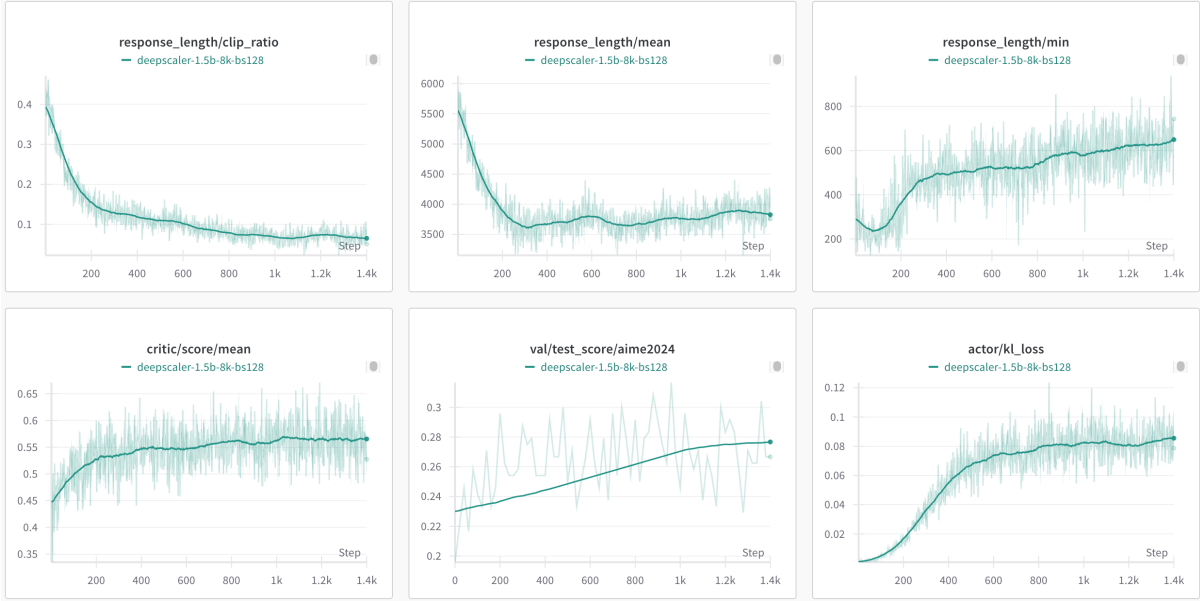 response_length/clip_ratio
deepscaler-1.5b-8k-bs128
0.4
0.3
0.2
0.1
Step
200 400 600 800 1k 1.2k 1.4k
response_length/mean
deepscaler-1.5b-8k-bs128
6000
5500
5000
4500
4000
3500
Step
200 400 600 800 1k 1.2k 1.4k
response_length/min
deepscaler-1.5b-8k-bs128
800
600
400
200
Step
200 400 600 800 1k 1.2k 1.4k
critic/score/mean
deepscaler-1.5b-8k-bs128
0.65
0.6
0.55
0.5
0.45
0.4
0.35
Step
200 400 600 800 1k 1.2k 1.4k
val/test_score/aime2024
deepscaler-1.5b-8k-bs128
0.3
0.28
0.26
0.24
0.22
0.2
Step
0 200 400 600 800 1k 1.2k 1.4k
actor/kl_loss
deepscaler-1.5b-8k-bs128
0.12
0.1
0.08
0.06
0.04
0.02
Step
200 400 600 800 1k 1.2k 1.4k